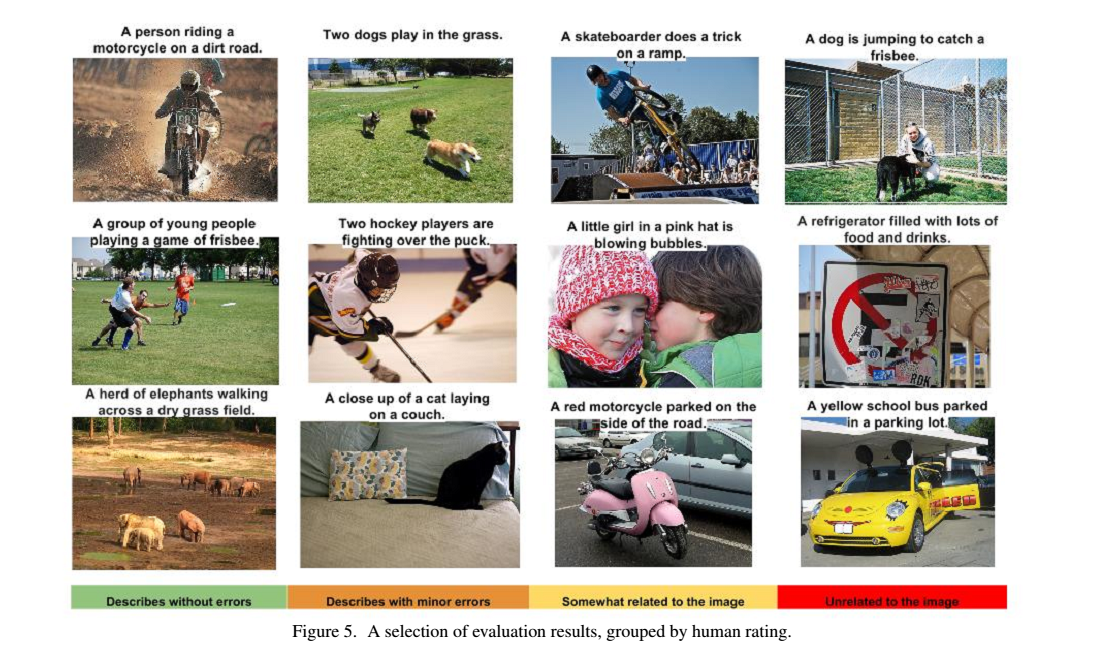 A person riding a
motorcycle on a dirt road.
Two dogs play in the grass.
A skateboarder does a trick
on a ramp.
A dog is jumping to catch a
frisbee.
A group of young people
playing a game of frisbee.
Two hockey players are
fighting over the puck.
A little girl in a pink hat is
blowing bubbles.
A refrigerator filled with lots of
food and drinks.
RDK
A herd of elephants walking
across a dry grass field.
A close up of a cat laying
on a couch.
A red motorcycle parked on the
side of the road.
A yellow school bus parked
in a parking lot.
Describes without errors
Describes with minor errors
Somewhat related to the image
Unrelated to the image
Figure 5. A selection of evaluation results, grouped by human rating.